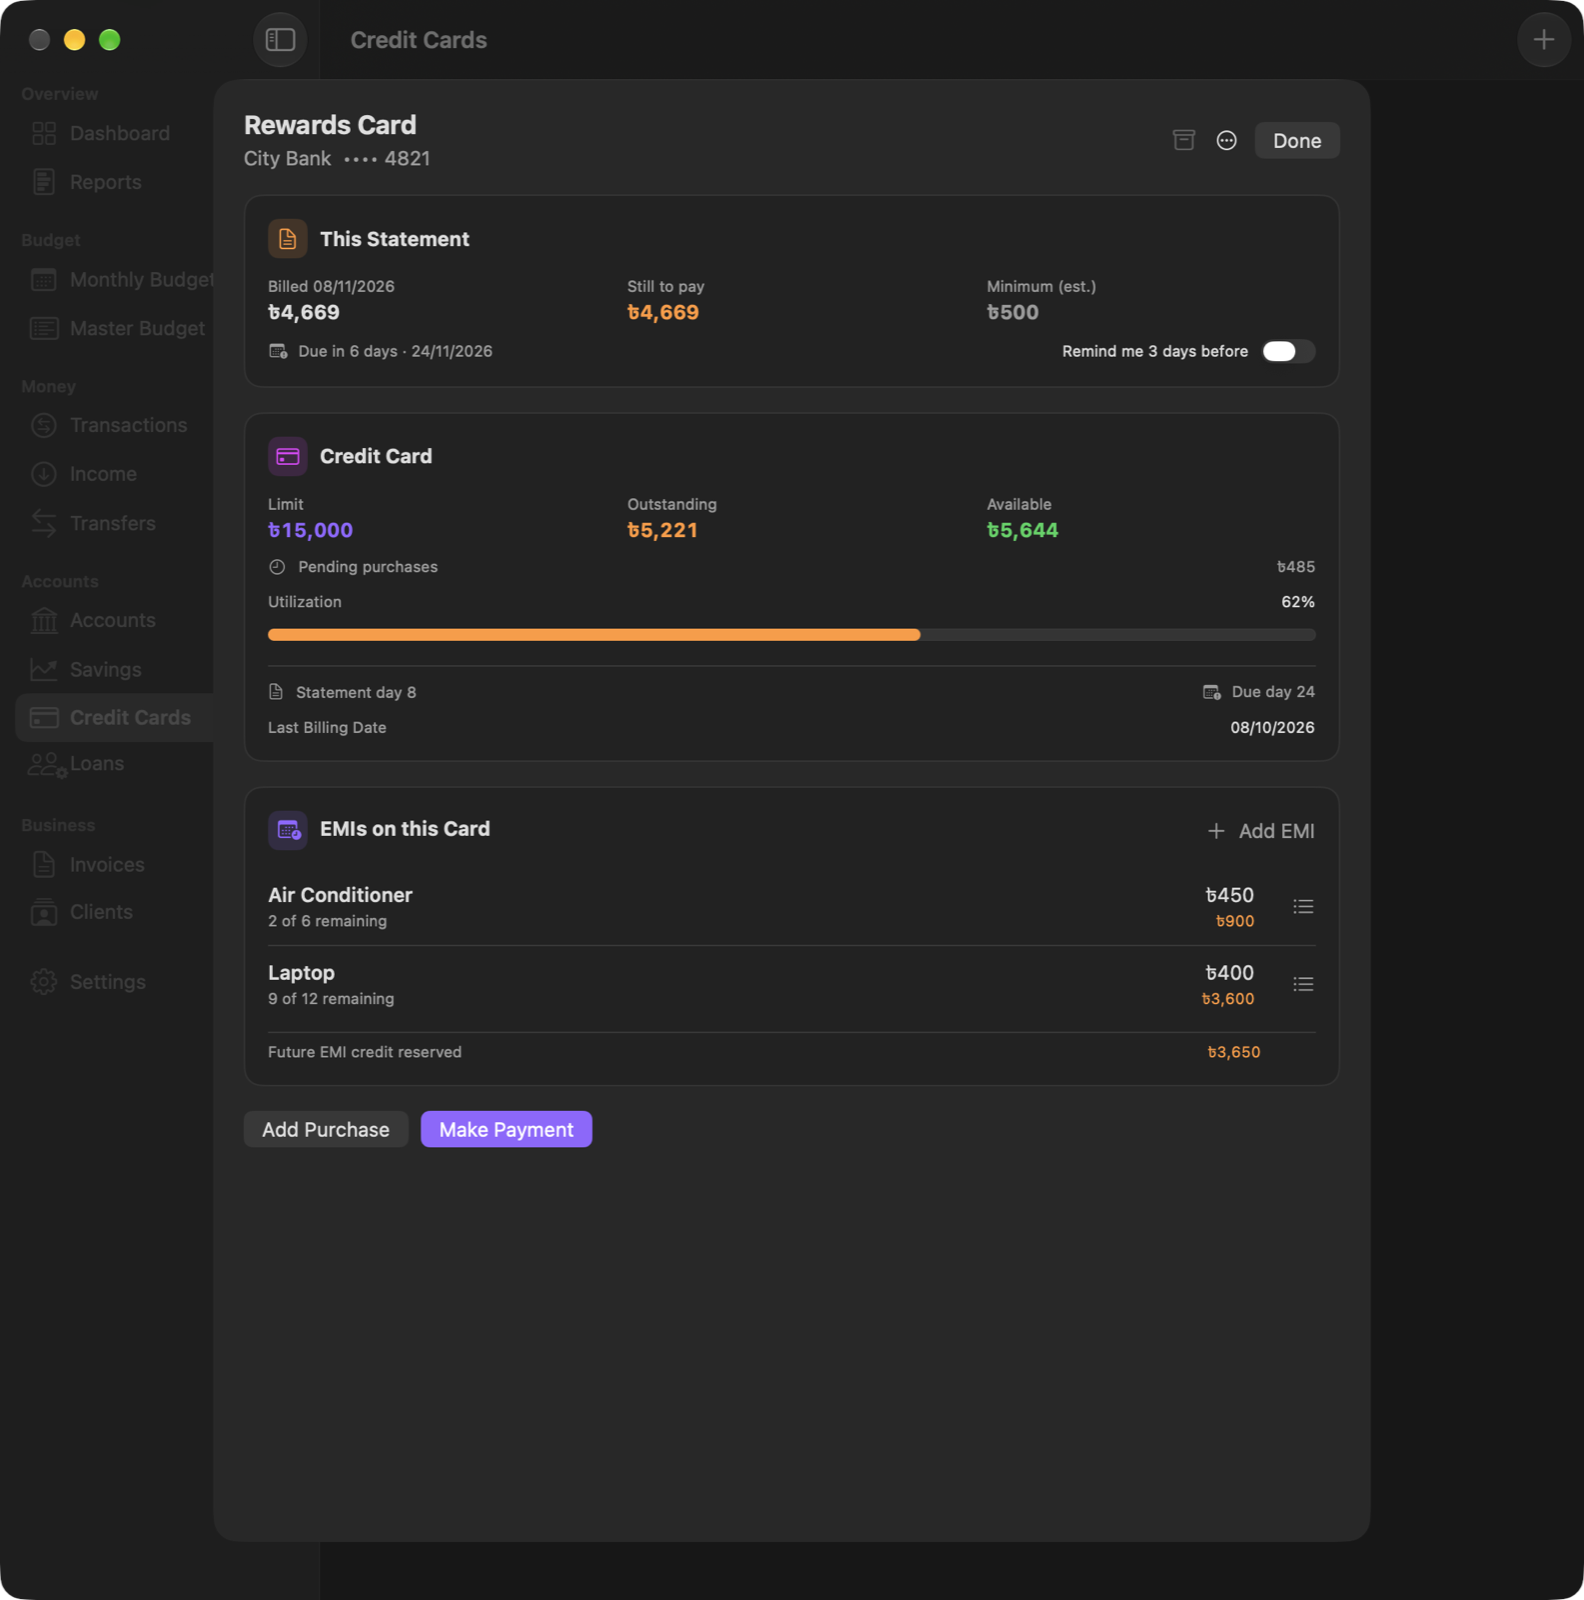 Credit Cards
Overview
Dashboard
Reports
Budget
Monthly Budget
Master Budget
Money
Transactions
Income
Transfers
Accounts
Accounts
Savings
Credit Cards
Loans
Business
Invoices
Clients
Settings
Rewards Card
City Bank •••• 4821
Done
This Statement
Billed 08/11/2026
৳4,669
Still to pay
৳4,669
Minimum (est.)
৳500
Due in 6 days · 24/11/2026
Remind me 3 days before
Credit Card
Limit
৳15,000
Outstanding
৳5,221
Available
৳5,644
Pending purchases ৳485
Utilization 62%
Statement day 8 Due day 24
Last Billing Date 08/10/2026
EMIs on this Card
Add EMI
Air Conditioner ৳450
2 of 6 remaining ৳900
Laptop ৳400
9 of 12 remaining ৳3,600
Future EMI credit reserved ৳3,650
Add Purchase
Make Payment